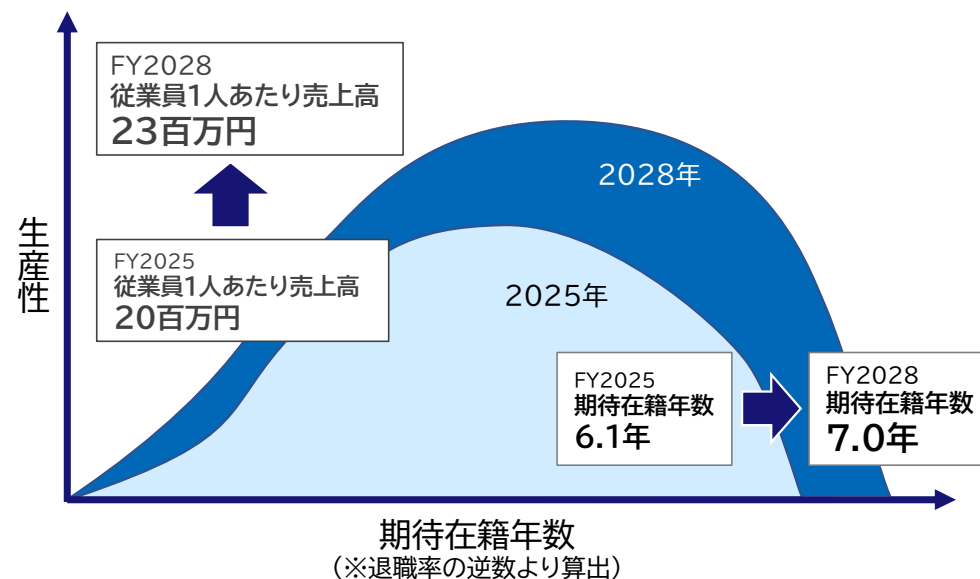 FY2028
従業員1人あたり売上高
23百万円
2028年
生産性
FY2025
従業員1人あたり売上高
20百万円
2025年
FY2025
期待在籍年数
6.1年
FY2028
期待在籍年数
7.0年
期待在籍年数
(※退職率の逆数より算出)